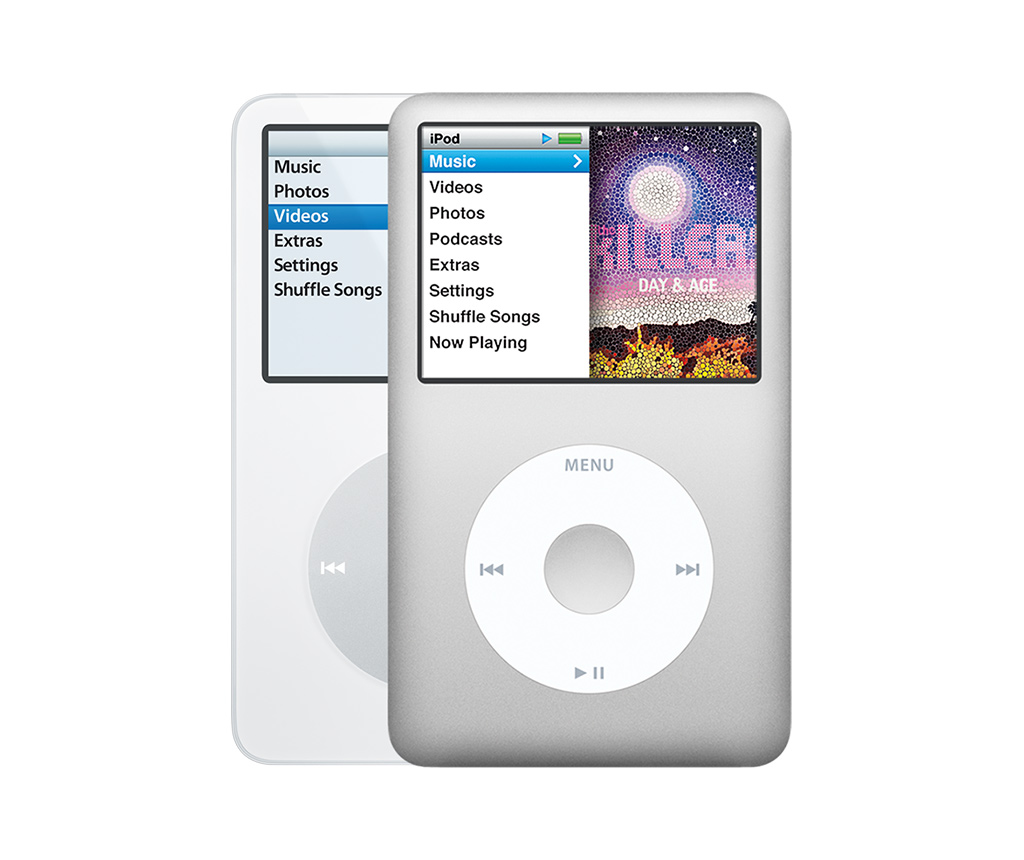 Music
Photos
Videos
Extras
Settings
Shuffle Songs
iPod
Music
Videos
Photos
Podcasts
Extras
Settings
Shuffle Songs
Now Playing
KILLERS
DAY & AGE
MENU